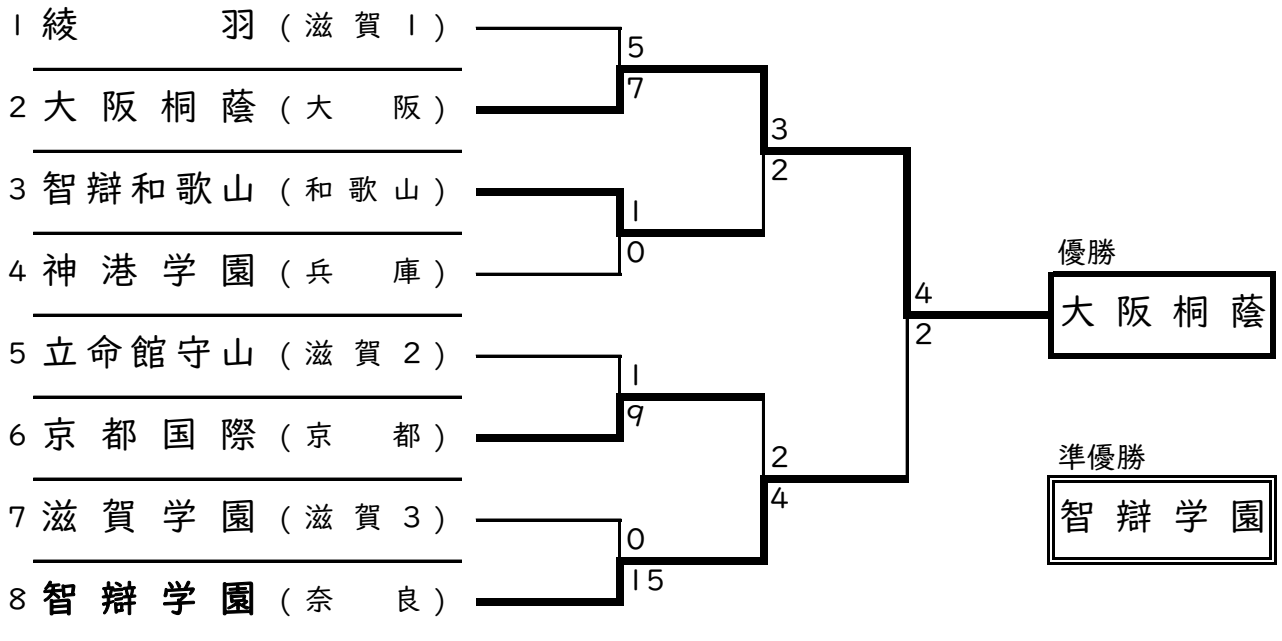 1 綾羽 (滋賀1)
5
2 大阪桐蔭 (大阪)
7
3
2
3 智辯和歌山 (和歌山)
1
4 神港学園 (兵庫)
0
優勝
大阪桐蔭
4
2
5 立命館守山 (滋賀2)
1
6 京都国際 (京都)
9
2
4
準優勝
智辯学園
7 滋賀学園 (滋賀3)
0
8 智辯学園 (奈良)
15